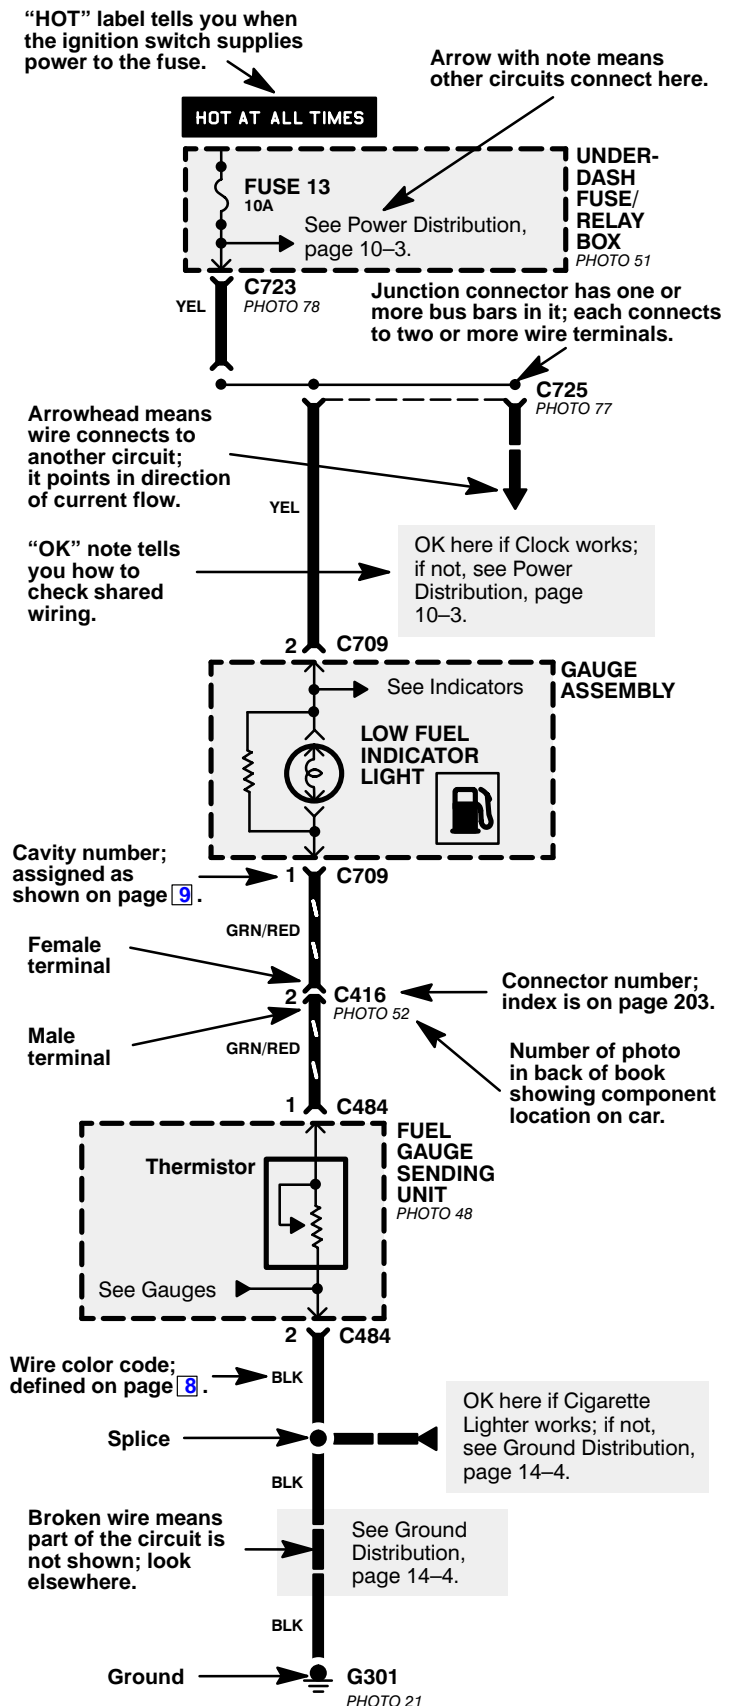 “HOT” label tells you when
the ignition switch supplies
power to the fuse.
Arrow with note means
other circuits connect here.
HOT AT ALL TIMES
FUSE 13
10A
See Power Distribution,
page 10–3.
UNDER-
DASH
FUSE/
RELAY
BOX
PHOTO 51
C723
PHOTO 78
YEL
Junction connector has one or
more bus bars in it; each connects
to two or more wire terminals.
C725
PHOTO 77
Arrowhead means
wire connects to
another circuit;
it points in direction
of current flow.
YEL
“OK” note tells
you how to
check shared
wiring.
OK here if Clock works;
if not, see Power
Distribution, page
10–3.
2 C709
GAUGE
ASSEMBLY
See Indicators
LOW FUEL
INDICATOR
LIGHT
Cavity number;
assigned as
shown on page 9 .
1 C709
GRN/RED
Female
terminal
2 C416
PHOTO 52
Connector number;
index is on page 203.
Male
terminal
GRN/RED
Number of photo
in back of book
showing component
location on car.
1 C484
FUEL
GAUGE
SENDING
UNIT
PHOTO 48
Thermistor
See Gauges
2 C484
Wire color code;
defined on page 8 .
BLK
OK here if Cigarette
Lighter works; if not,
see Ground Distribution,
page 14–4.
Splice
BLK
Broken wire means
part of the circuit is
not shown; look
elsewhere.
See Ground
Distribution,
page 14–4.
BLK
Ground
G301
PHOTO 21